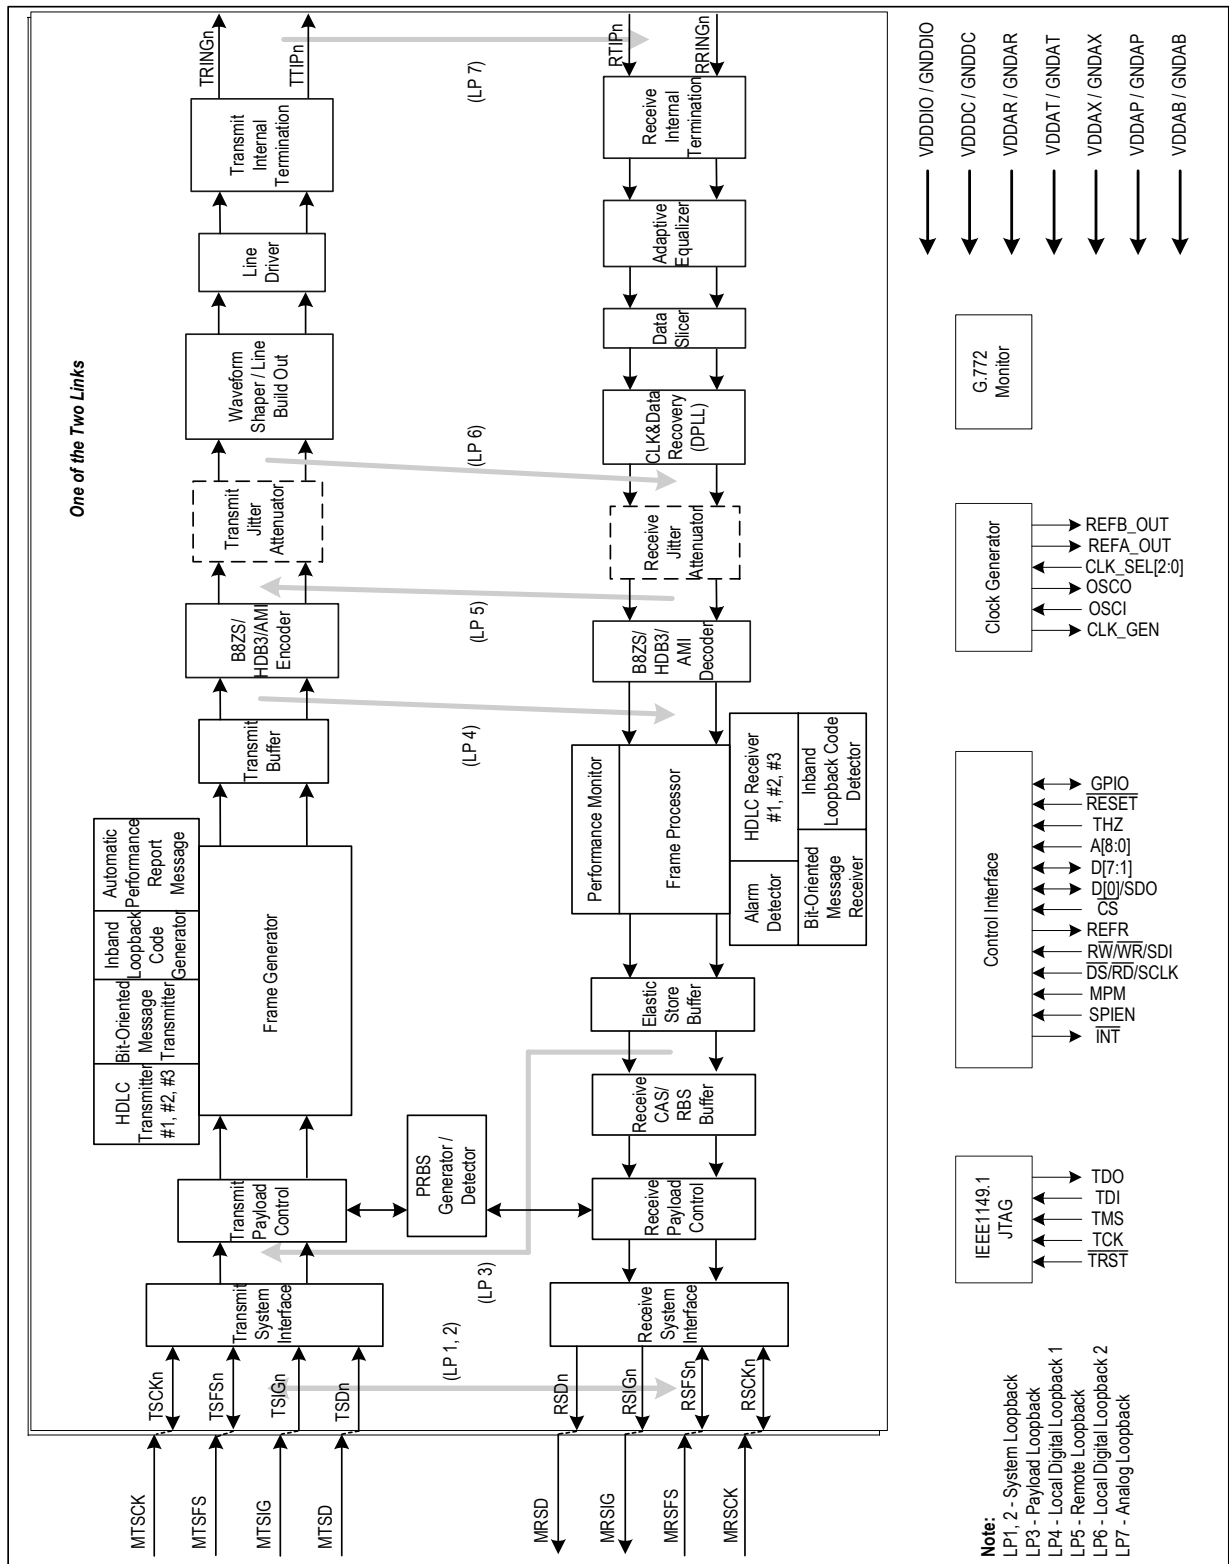 One of the Two Links
TRINGn
TTIPn
Transmit
Internal
Termination
Line
Driver
Waveform
Shaper / Line
Build Out
Transmit
Jitter
Attenuator
B8ZS/
HDB3/AMI
Encoder
Transmit
Buffer
Automatic
Performance
Report
Message
Inband
Loopback
Code
Generator
Bit-Oriented
Message
Transmitter
HDLC
Transmitter
#1, #2, #3
Frame Generator
Transmit
Payload
Control
Transmit
System
Interface
TSCKn
TSFSn
TSIGn
TSDn
MTSCK
MTSFS
MTSIG
MTSD
(LP 7)
(LP 6)
(LP 5)
(LP 4)
PRBS
Generator /
Detector
(LP 3)
(LP 1, 2)
RTIPn
RRINGn
Receive
Internal
Termination
Adaptive
Equalizer
Data
Slicer
CLK&Data
Recovery
(DPLL)
Receive
Jitter
Attenuator
B8ZS/
HDB3/
AMI
Decoder
Performance Monitor
Frame Processor
HDLC Receiver
#1, #2, #3
Inband
Loopback Code
Detector
Alarm
Detector
Bit-Oriented
Message
Receiver
Elastic
Store
Buffer
Receive
CAS/
RBS
Buffer
Receive
Payload
Control
Receive
System
Interface
RSDn
RSIGn
RSFSn
RSCKn
MRSD
MRSIG
MRSFS
MRSCK
VDDDIO / GNDDIO
VDDDC / GNDDC
VDDAR / GNDAR
VDDAT / GNDAT
VDDAX / GNDAX
VDDAP / GNDAP
VDDAB / GNDAB
G.772
Monitor
Clock Generator
REFB_OUT
REFA_OUT
CLK_SEL[2:0]
OSCO
OSCI
CLK_GEN
Control Interface
GPIO
RESET
THZ
A[8:0]
D[7:1]
D[0]/SDO
CS
REFR
RW/WR/SDI
DS/RD/SCLK
MPM
SPIEN
INT
IEEE1149.1
JTAG
TDO
TDI
TMS
TCK
TRST
Note:
LP1, 2 - System Loopback
LP3 - Payload Loopback
LP4 - Local Digital Loopback 1
LP5 - Remote Loopback
LP6 - Local Digital Loopback 2
LP7 - Analog Loopback